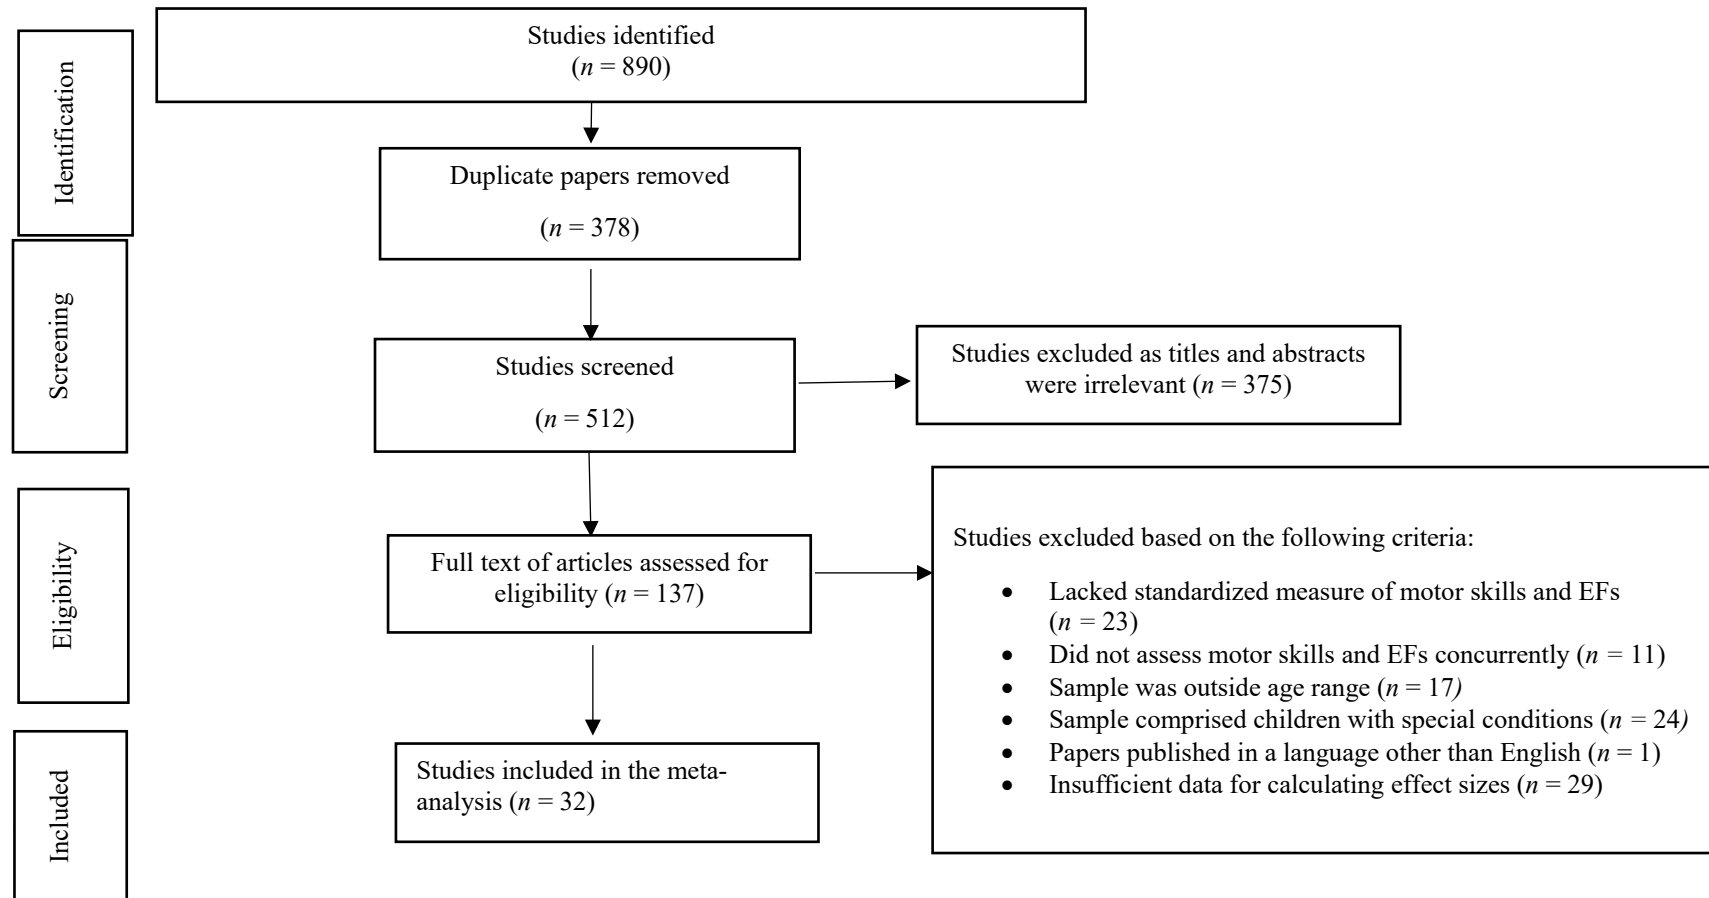 Identification
Studies identified
(n = 890)
Duplicate papers removed
(n = 378)
Screening
Studies screened
(n = 512)
Studies excluded as titles and abstracts
were irrelevant (n = 375)
Eligibility
Full text of articles assessed for
eligibility (n = 137)
Studies excluded based on the following criteria:
• Lacked standardized measure of motor skills and EFs
(n = 23)
• Did not assess motor skills and EFs concurrently (n = 11)
• Sample was outside age range (n = 17)
• Sample comprised children with special conditions (n = 24)
• Papers published in a language other than English (n = 1)
• Insufficient data for calculating effect sizes (n = 29)
Included
Studies included in the meta-
analysis (n = 32)